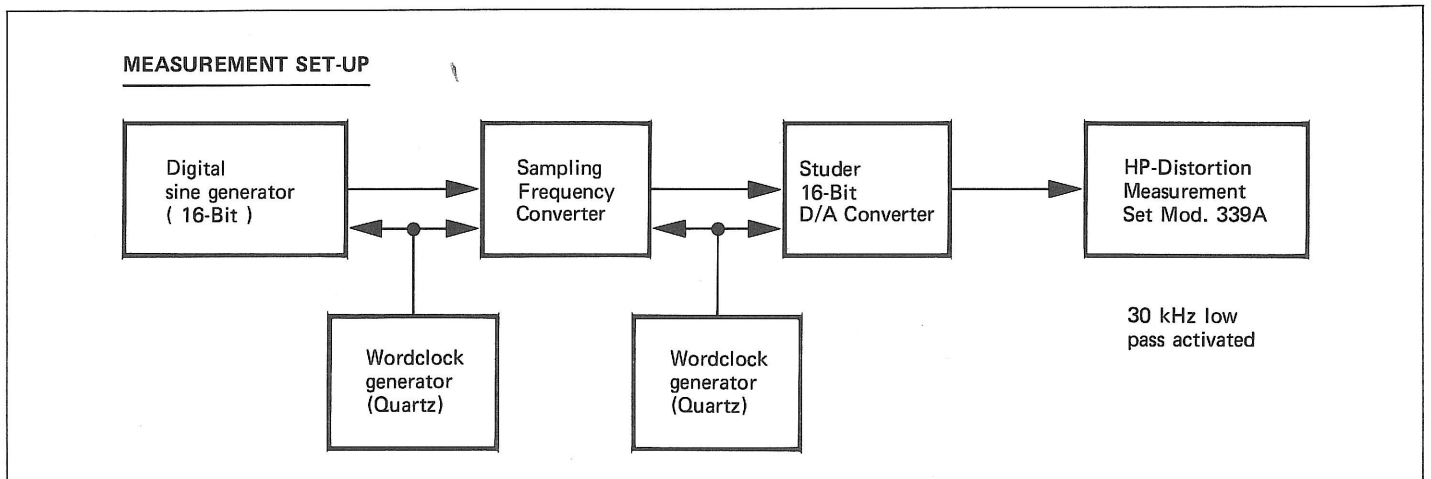 MEASUREMENT SET-UP
Digital
sine generator
( 16-Bit )
Sampling
Frequency
Converter
Studer
16-Bit
D/A Converter
HP-Distortion
Measurement
Set Mod. 339A
Wordclock
generator
(Quartz)
Wordclock
generator
(Quartz)
30 kHz low
pass activated